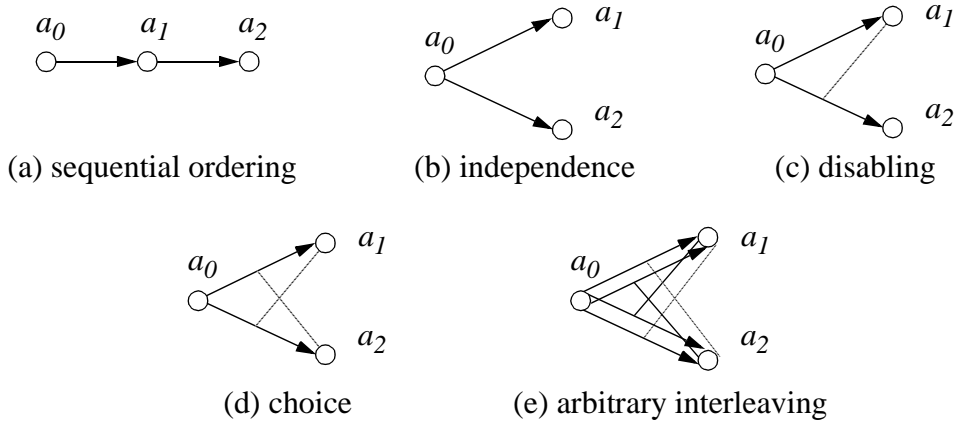 a0 a1 a2
a0 a1
a2
a0 a1
a2
(a) sequential ordering
(b) independence
(c) disabling
a0 a1
a2
a0 a1
a2
(d) choice
(e) arbitrary interleaving